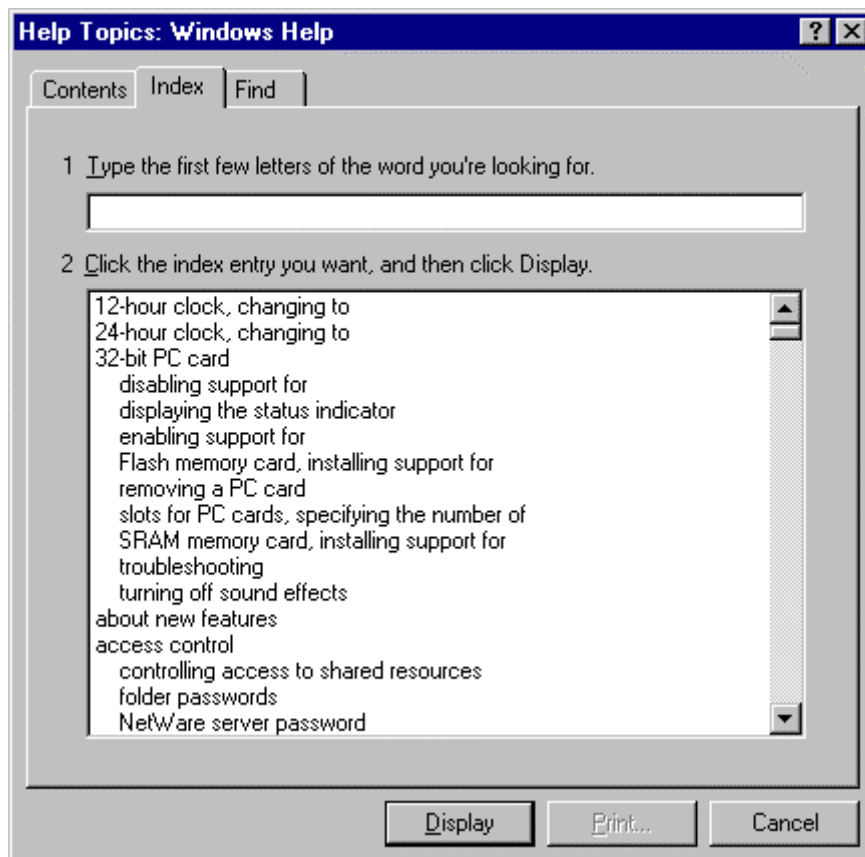 Help Topics: Windows Help
Contents Index Find
1 Type the first few letters of the word you're looking for.
2 Click the index entry you want, and then click Display.
12-hour clock, changing to
24-hour clock, changing to
32-bit PC card
disabling support for
displaying the status indicator
enabling support for
Flash memory card, installing support for
removing a PC card
slots for PC cards, specifying the number of
SRAM memory card, installing support for
troubleshooting
turning off sound effects
about new features
access control
controlling access to shared resources
folder passwords
NetWare server password
Display Print... Cancel